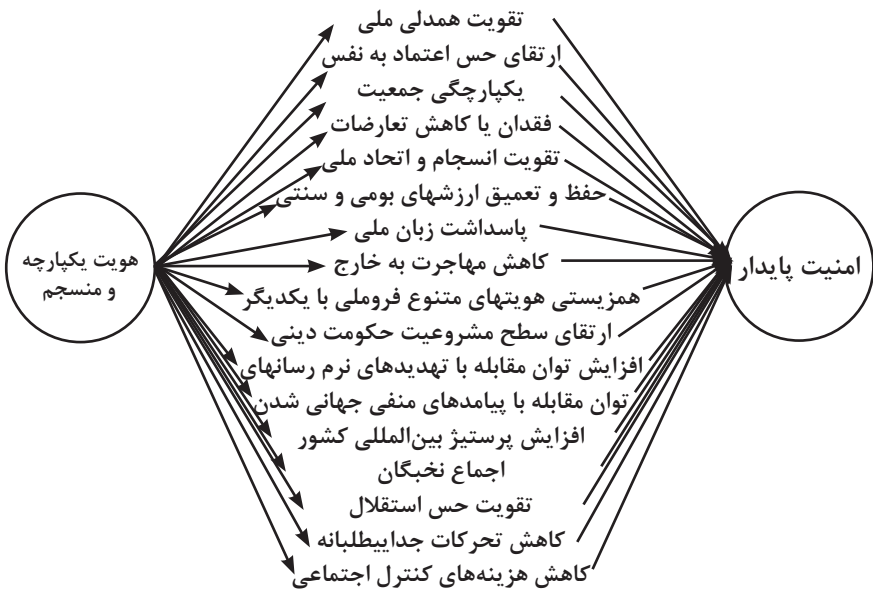 تقویت همدلی ملی
ارتقای حس اعتماد به نفس
یکپارچگی جمعیت
فقدان یا کاهش تعارضات
تقویت انسجام و اتحاد ملی
حفظ و تعمیق ارزشهای بومی و سنتی
پاسداشت زبان ملی
کاهش مهاجرت به خارج
همزیستی هویتهای متنوع فروملی با یکدیگر
ارتقای سطح مشروعیت حکومت دینی
افزایش توان مقابله با تهدیدهای نرم رسانهای
توان مقابله با پیامدهای منفی جهانی شدن
افزایش پرستیژ بین‌المللی کشور
اجماع نخبگان
تقویت حس استقلال
کاهش تحرکات جداییطلبانه
کاهش هزینه‌های کنترل اجتماعی
هویت یکپارچه
و منسجم
امنیت پایدار